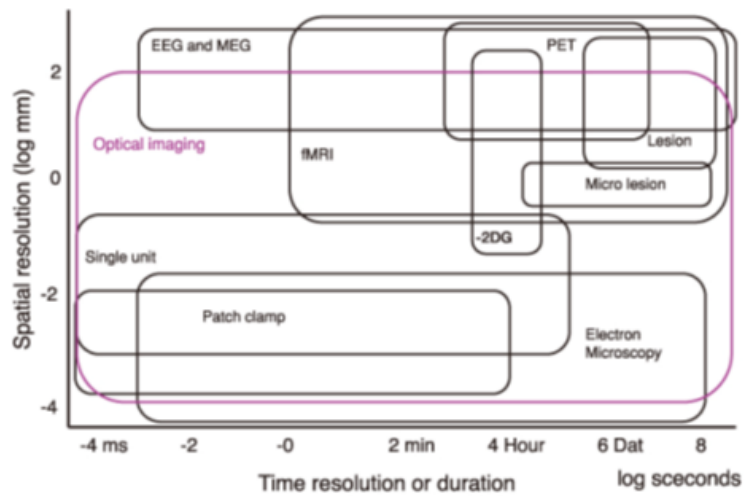 EEG and MEG
PET
2
Optical imaging
Lesion
fMRI
0
Micro lesion
-2DG
Single unit
-2
Patch clamp
Electron
Microscopy
-4
Spatial resolution (log mm)
-4 ms -2 -0 2 min 4 Hour 6 Dat 8
Time resolution or duration
log sceconds